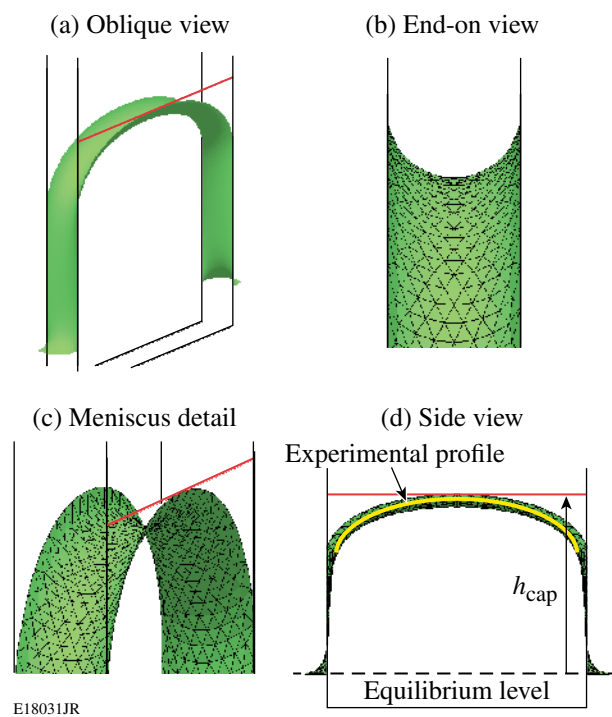 (a) Oblique view
(b) End-on view
(c) Meniscus detail
(d) Side view
Experimental profile
h_cap
Equilibrium level
E18031JR